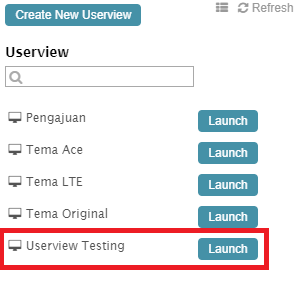 Create New Userview
Refresh
Userview
Pengajuan Launch
Tema Ace Launch
Tema LTE Launch
Tema Original Launch
Userview Testing Launch